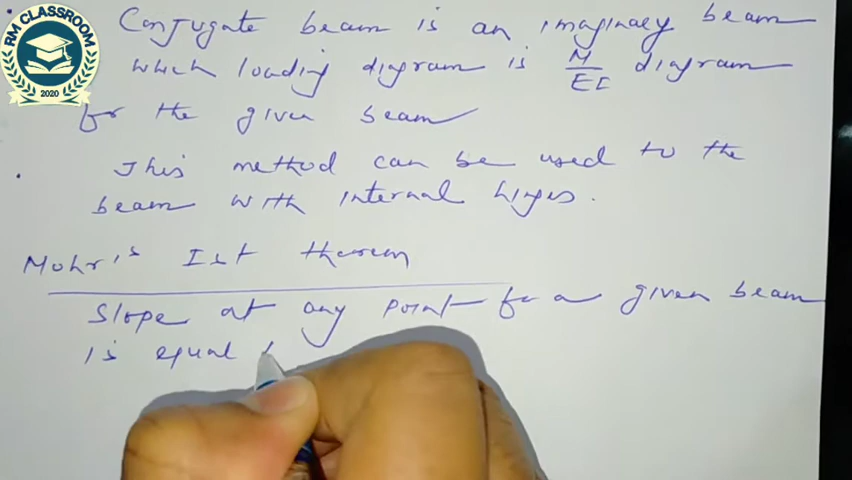 RM CLASSROOM
2020
Conjugate beam is an imaginary beam
which loading diagram is M/EI diagram
for the given beam
This method can be used to the
beam with internal hinges.
Mohr's Ist theorem
Slope at any point for a given beam
is equal